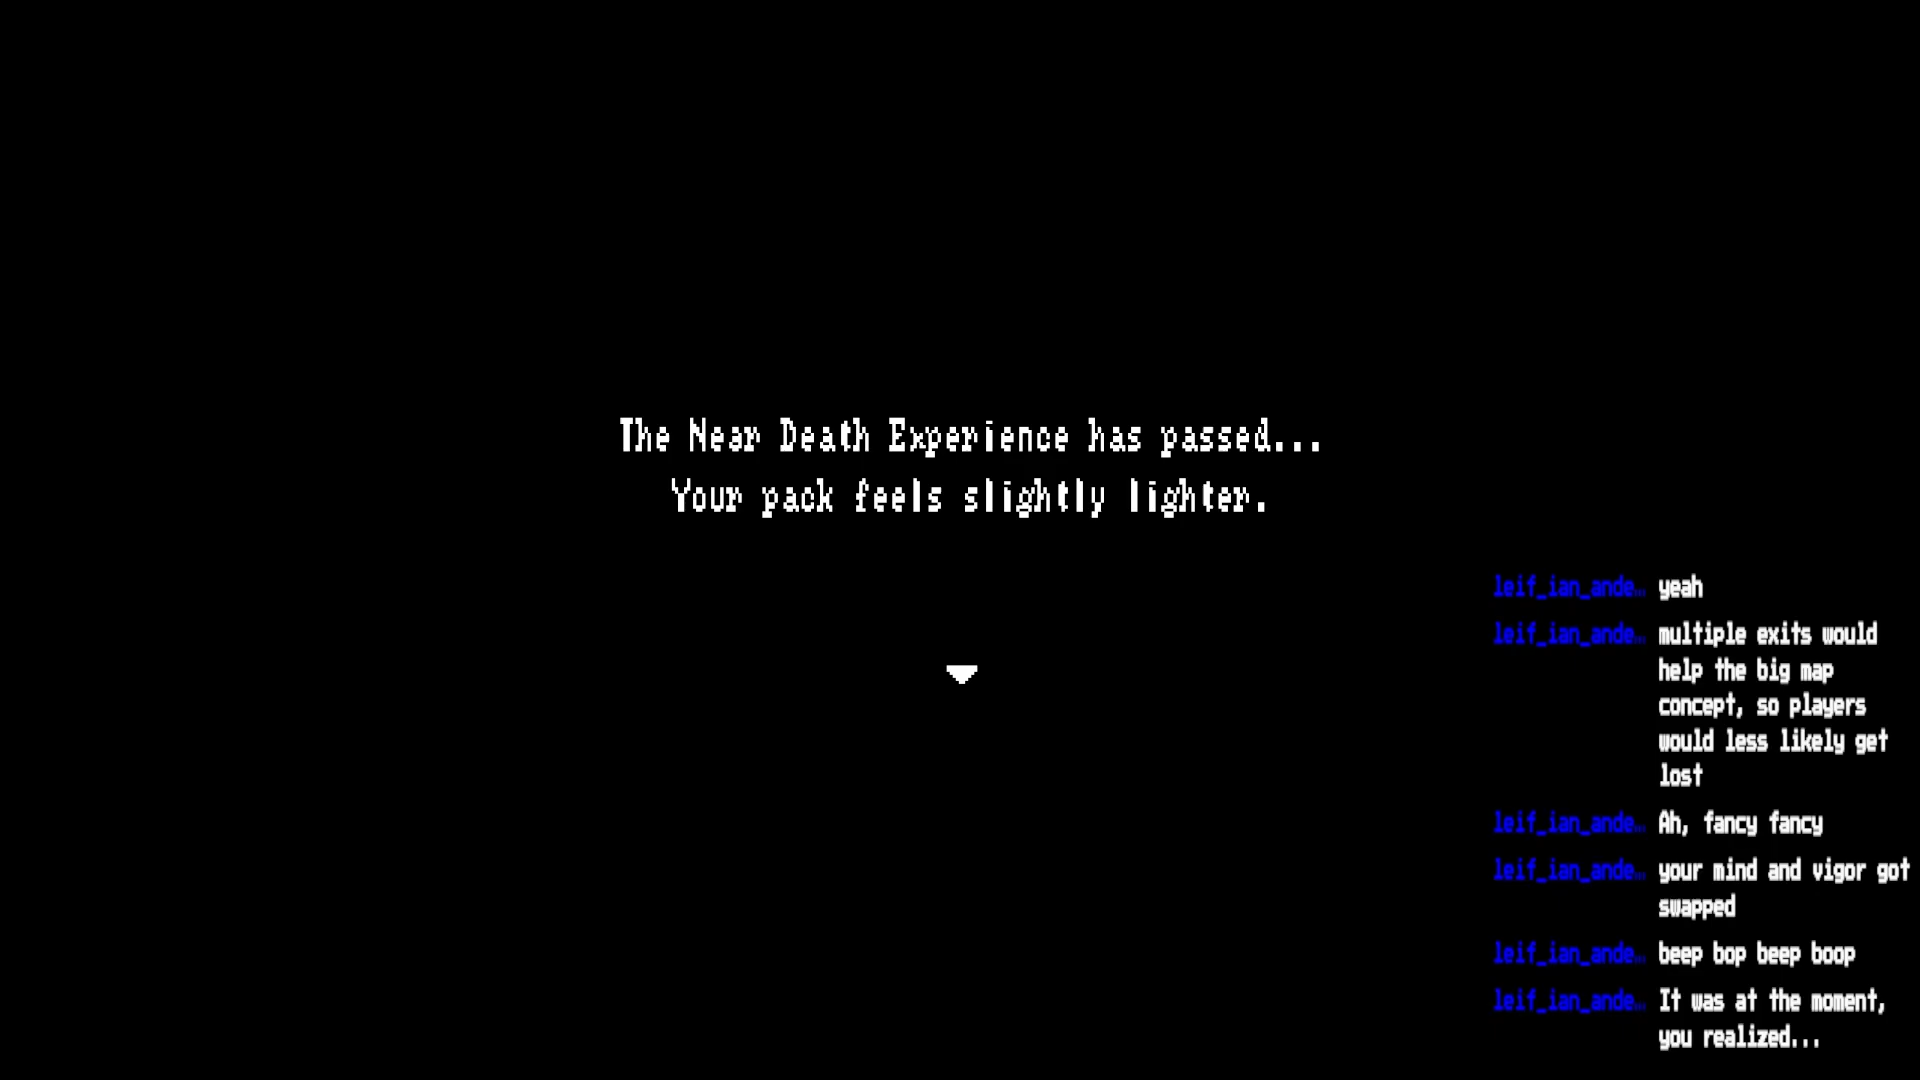 The Near Death Experience has passed...
Your pack feels slightly lighter.
leif_ian_ande… yeah
leif_ian_ande… multiple exits would
help the big map
concept, so players
would less likely get
lost
leif_ian_ande… Ah, fancy fancy
leif_ian_ande… your mind and vigor got
swapped
leif_ian_ande… beep bop beep boop
leif_ian_ande… It was at the moment,
you realized...